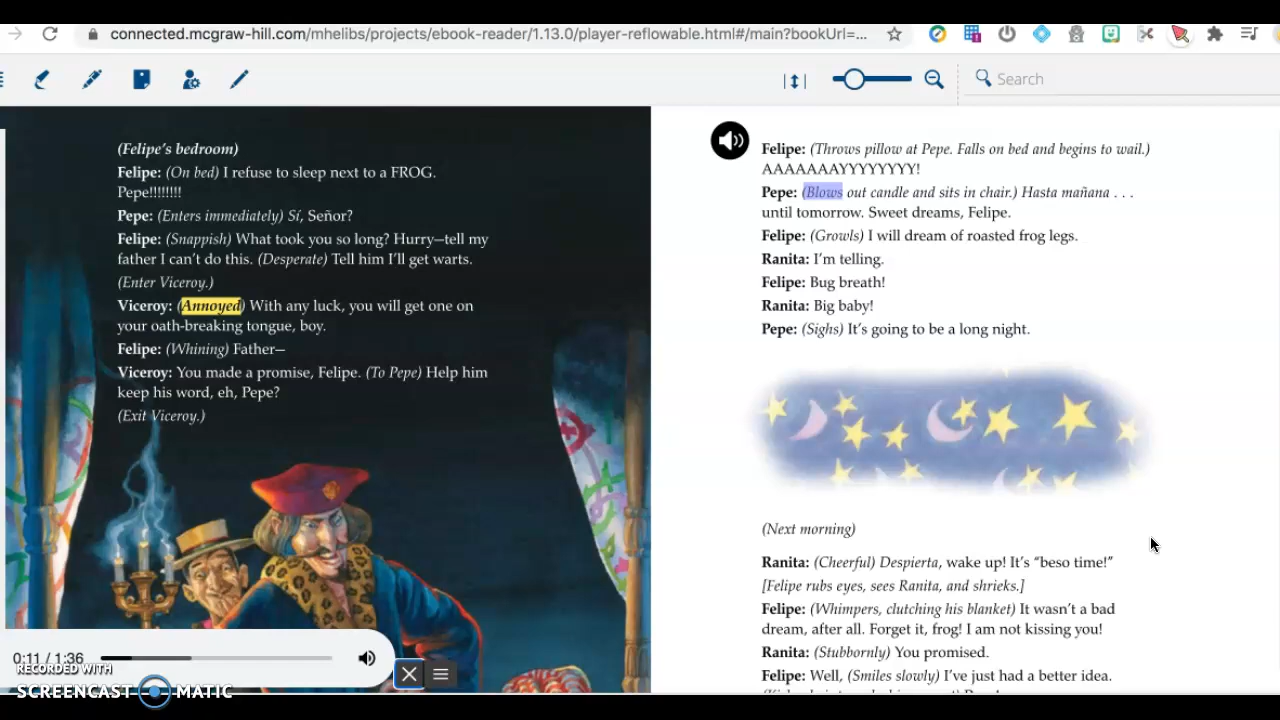 connected.mcgraw-hill.com/mhelibs/projects/ebook-reader/1.13.0/player-reflowable.html#/main?bookUrl=...
Search
(Felipe's bedroom)
Felipe: (On bed) I refuse to sleep next to a FROG.
Pepe!!!!!!!!
Pepe: (Enters immediately) Sí, Señor?
Felipe: (Snappish) What took you so long? Hurry—tell my
father I can't do this. (Desperate) Tell him I'll get warts.
(Enter Viceroy.)
Viceroy: (Annoyed) With any luck, you will get one on
your oath-breaking tongue, boy.
Felipe: (Whining) Father—
Viceroy: You made a promise, Felipe. (To Pepe) Help him
keep his word, eh, Pepe?
(Exit Viceroy.)
0:11 / 1:36
RECORDED WITH
SCREENCAST MATIC
Felipe: (Throws pillow at Pepe. Falls on bed and begins to wail.)
AAAAAAAYYYYYYYY!
Pepe: (Blows out candle and sits in chair.) Hasta mañana . . .
until tomorrow. Sweet dreams, Felipe.
Felipe: (Growls) I will dream of roasted frog legs.
Ranita: I'm telling.
Felipe: Bug breath!
Ranita: Big baby!
Pepe: (Sighs) It's going to be a long night.
(Next morning)
Ranita: (Cheerful) Despierta, wake up! It's "beso time!"
[Felipe rubs eyes, sees Ranita, and shrieks.]
Felipe: (Whimpers, clutching his blanket) It wasn't a bad
dream, after all. Forget it, frog! I am not kissing you!
Ranita: (Stubbornly) You promised.
Felipe: Well, (Smiles slowly) I've just had a better idea.